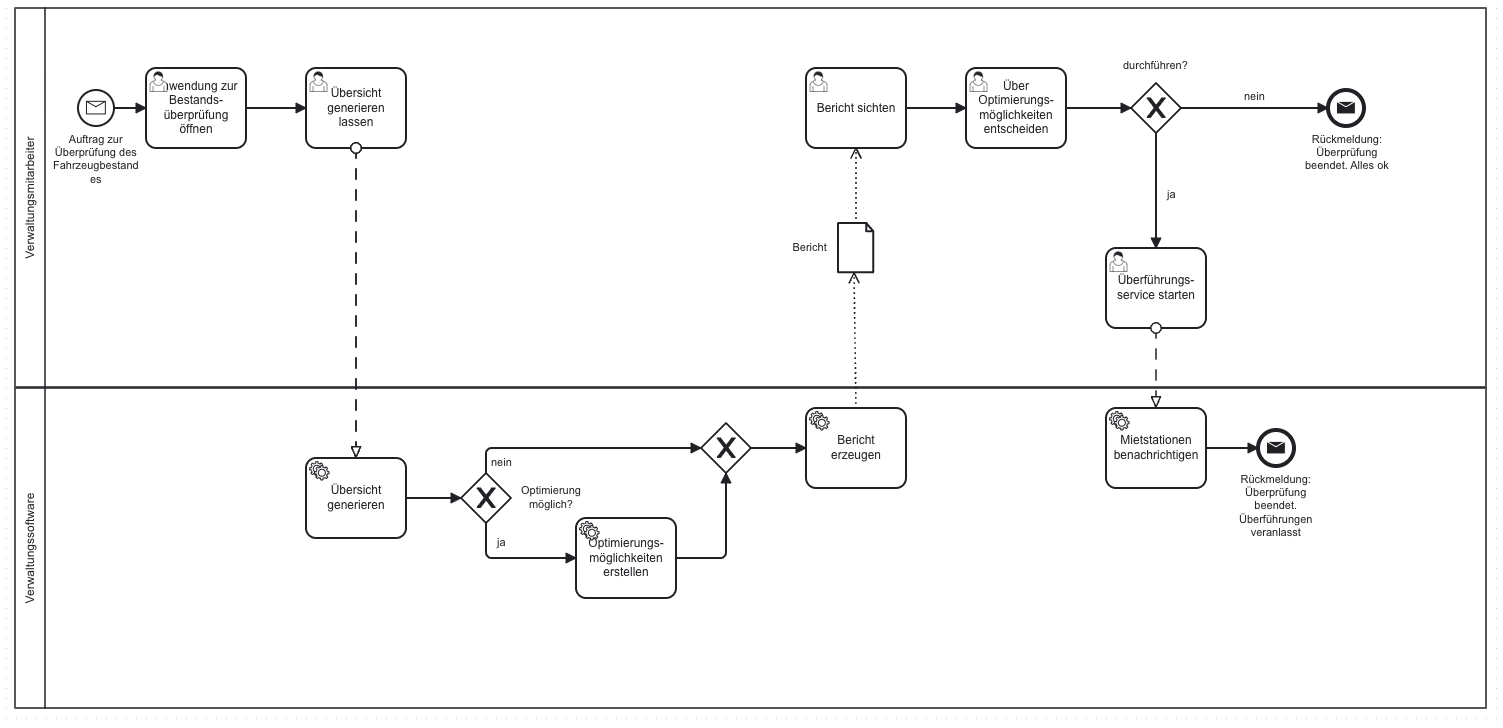 Verwaltungsmitarbeiter
Auftrag zur
Überprüfung des
Fahrzeugbestand
es
wendung zur
Bestands-
überprüfung
öffnen
Übersicht
generieren
lassen
Bericht sichten
Über
Optimierungs-
möglichkeiten
entscheiden
durchführen?
nein
Rückmeldung:
Überprüfung
beendet. Alles ok
ja
Bericht
Überführungs-
service starten
Verwaltungssoftware
Übersicht
generieren
nein
Optimierung
möglich?
ja
Optimierungs-
möglichkeiten
erstellen
Bericht
erzeugen
Mietstationen
benachrichtigen
Rückmeldung:
Überprüfung
beendet.
Überführungen
veranlasst